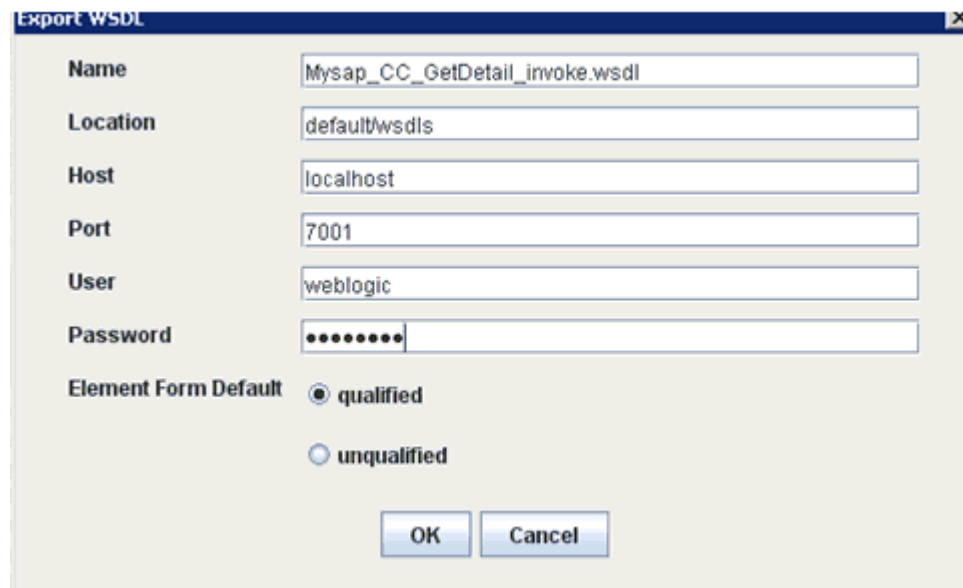 Export WSDL
Name Mysap_CC_GetDetail_invoke.wsdl
Location default/wsdls
Host localhost
Port 7001
User weblogic
Password ••••••••
Element Form Default qualified
unqualified
OK Cancel